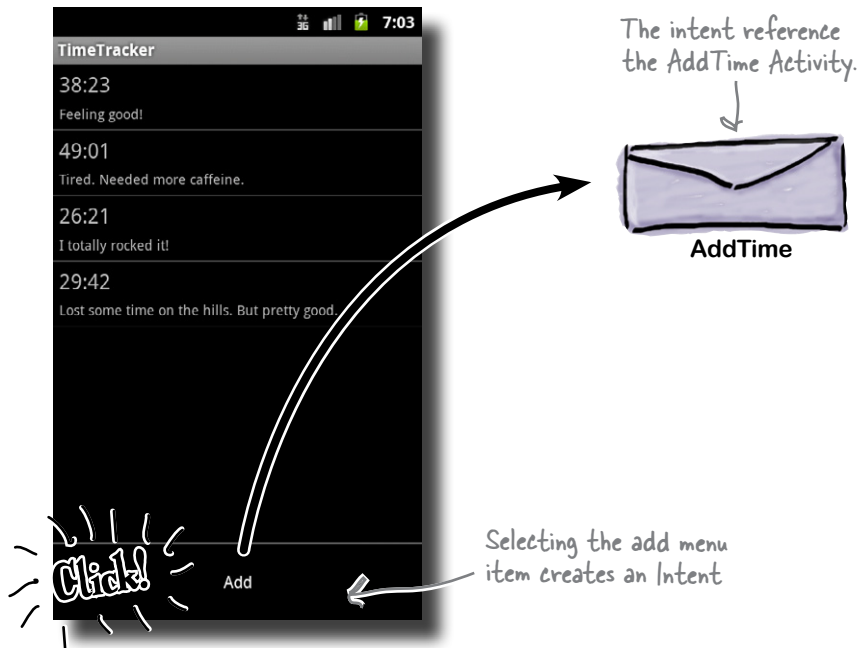 3G 7:03
TimeTracker
38:23
Feeling good!
49:01
Tired. Needed more caffeine.
26:21
I totally rocked it!
29:42
Lost some time on the hills. But pretty good.
Click!
Add
The intent reference
the AddTime Activity.
AddTime
Selecting the add menu
item creates an Intent